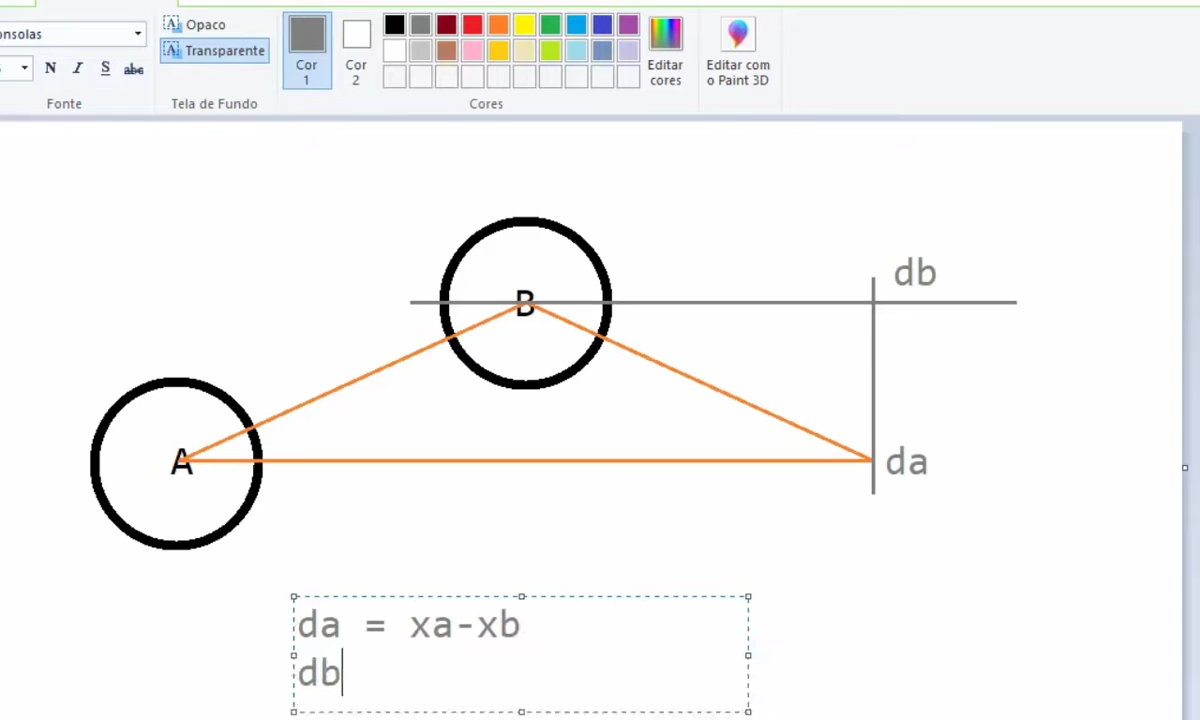 onsolas
N I S abc
Fonte
Opaco
Transparente
Tela de Fundo
Cor
1
Cor
2
Cores
Editar
cores
Editar com
o Paint 3D
B
db
A
da
da = xa-xb
db